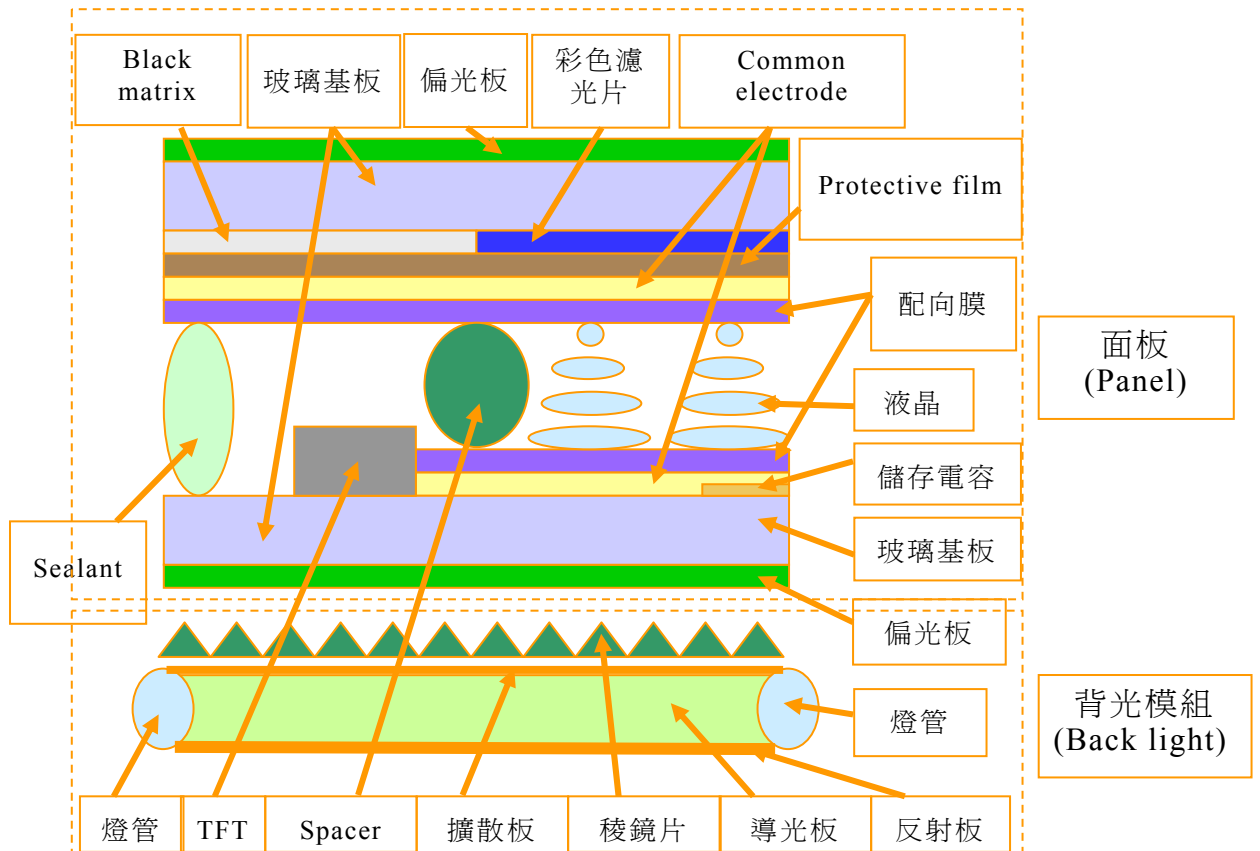 Black
matrix
玻璃基板
偏光板
彩色濾
光片
Common
electrode
Protective film
配向膜
面板
(Panel)
液晶
儲存電容
玻璃基板
Sealant
偏光板
燈管
背光模組
(Back light)
燈管
TFT
Spacer
擴散板
稜鏡片
導光板
反射板